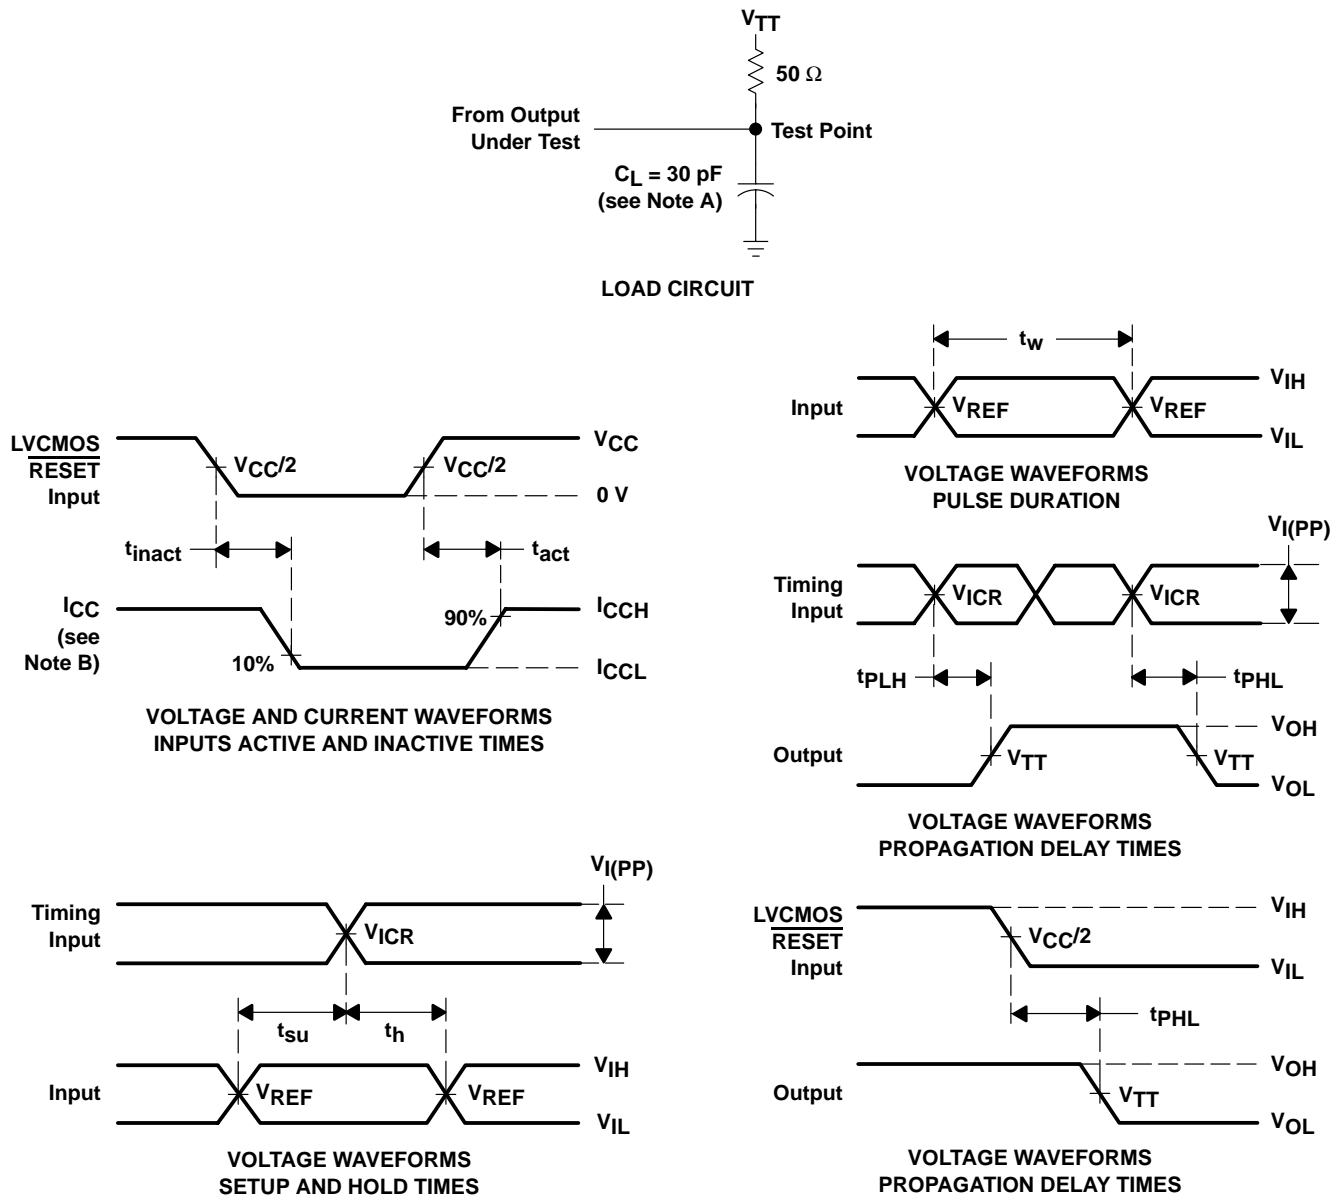 VTT
50 Ω
From Output
Under Test
Test Point
CL = 30 pF
(see Note A)
LOAD CIRCUIT
tw
VIH
Input
VREF
VREF
VIL
VOLTAGE WAVEFORMS
PULSE DURATION
LVCMOS
RESET
Input
VCC/2
VCC/2
VCC
0 V
tinact
tact
ICC
(see
Note B)
10%
90%
ICCH
ICCL
VOLTAGE AND CURRENT WAVEFORMS
INPUTS ACTIVE AND INACTIVE TIMES
VI(PP)
Timing
Input
VICR
VICR
tPLH
tPHL
Output
VTT
VTT
VOH
VOL
VOLTAGE WAVEFORMS
PROPAGATION DELAY TIMES
VI(PP)
Timing
Input
VICR
tsu
th
Input
VREF
VREF
VIH
VIL
VOLTAGE WAVEFORMS
SETUP AND HOLD TIMES
LVCMOS
RESET
Input
VCC/2
VIH
VIL
tPHL
Output
VTT
VOH
VOL
VOLTAGE WAVEFORMS
PROPAGATION DELAY TIMES